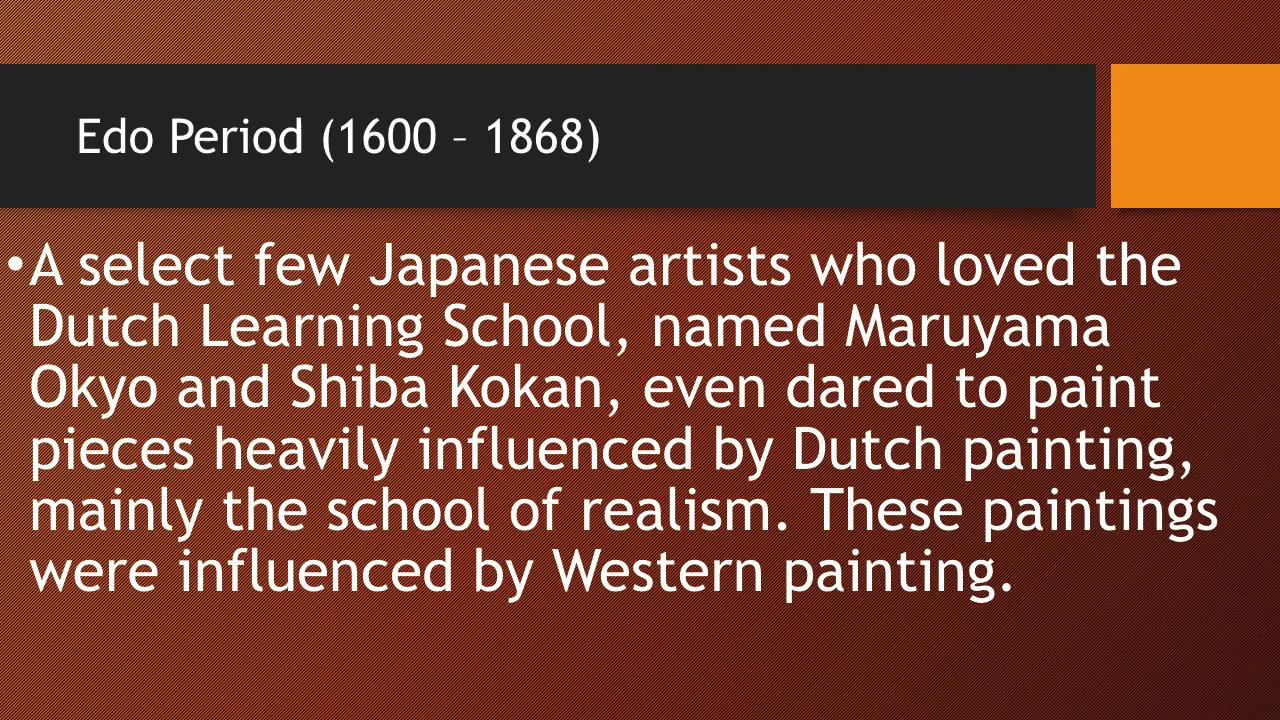 Edo Period (1600 – 1868)
•A select few Japanese artists who loved the
Dutch Learning School, named Maruyama
Okyo and Shiba Kokan, even dared to paint
pieces heavily influenced by Dutch painting,
mainly the school of realism. These paintings
were influenced by Western painting.